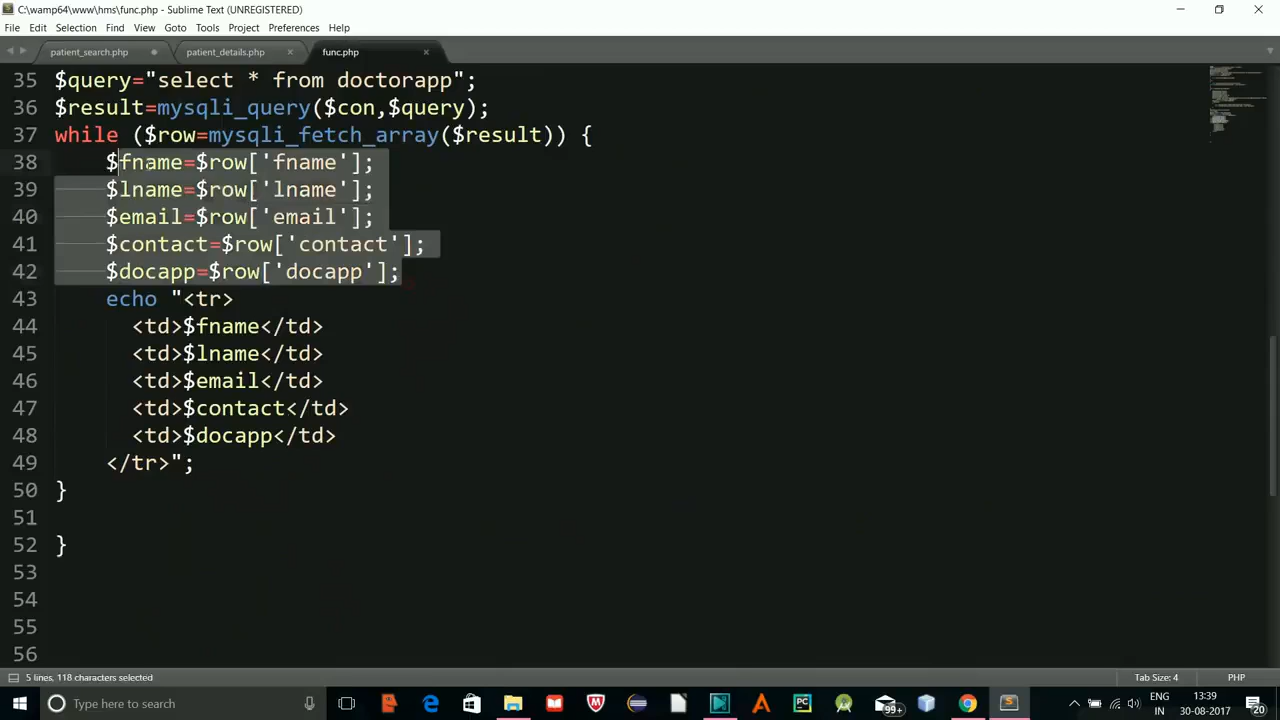 C:\wamp64\www\hms\func.php - Sublime Text (UNREGISTERED)
File Edit Selection Find View Goto Tools Project Preferences Help
patient_search.php patient_details.php func.php
35 $query="select * from doctorapp";
36 $result=mysqli_query($con,$query);
37 while ($row=mysqli_fetch_array($result)) {
38 $fname=$row['fname'];
39 $lname=$row['lname'];
40 $email=$row['email'];
41 $contact=$row['contact'];
42 $docapp=$row['docapp'];
43 echo "<tr>
44 <td>$fname</td>
45 <td>$lname</td>
46 <td>$email</td>
47 <td>$contact</td>
48 <td>$docapp</td>
49 </tr>";
50 }
51
52 }
53
54
55
56
5 lines, 118 characters selected Tab Size: 4 PHP
Type here to search PC 99+ ENG 13:39
IN 30-08-2017 20